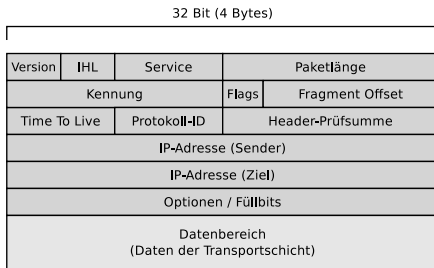 32 Bit (4 Bytes)
Version IHL Service Paketlänge
Kennung Flags Fragment Offset
Time To Live Protokoll-ID Header-Prüfsumme
IP-Adresse (Sender)
IP-Adresse (Ziel)
Optionen / Füllbits
Datenbereich
(Daten der Transportschicht)